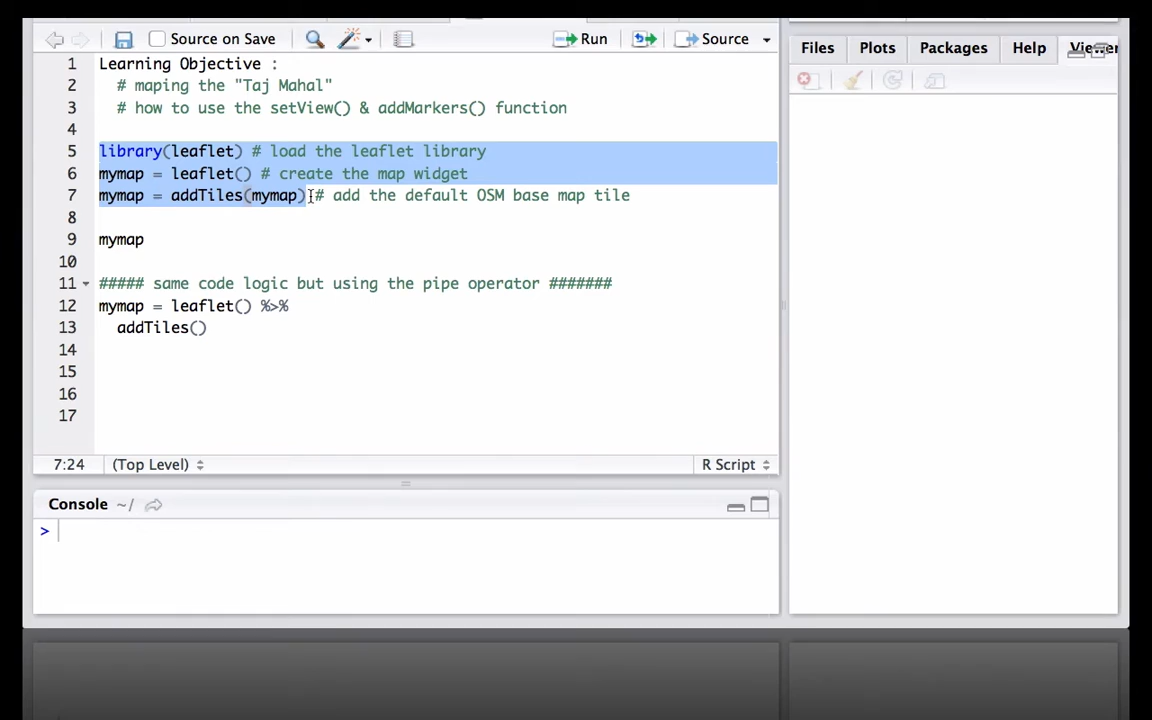 Source on Save Run Source
Files Plots Packages Help Viewer
1 Learning Objective :
2 # maping the "Taj Mahal"
3 # how to use the setView() & addMarkers() function
4
5 library(leaflet) # load the leaflet library
6 mymap = leaflet() # create the map widget
7 mymap = addTiles(mymap) # add the default OSM base map tile
8
9 mymap
10
11 ##### same code logic but using the pipe operator #######
12 mymap = leaflet() %>%
13 addTiles()
14
15
16
17
7:24 (Top Level) R Script
Console ~/
>